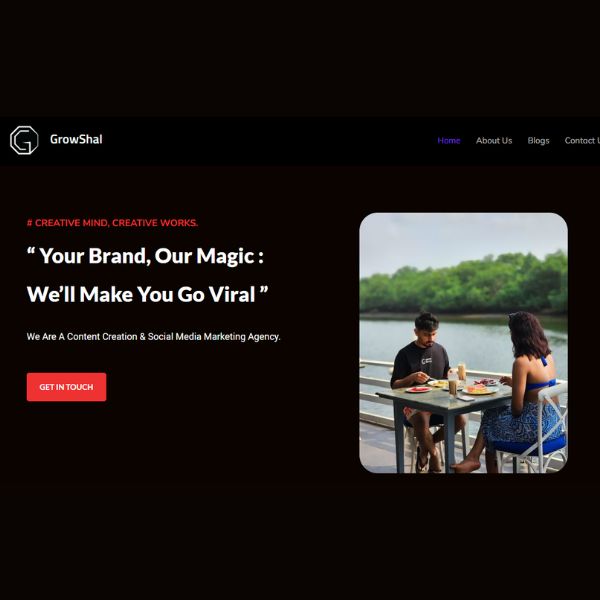 GrowShal
Home About Us Blogs Contact U
# CREATIVE MIND, CREATIVE WORKS.
“ Your Brand, Our Magic :
We’ll Make You Go Viral ”
We Are A Content Creation & Social Media Marketing Agency.
GET IN TOUCH